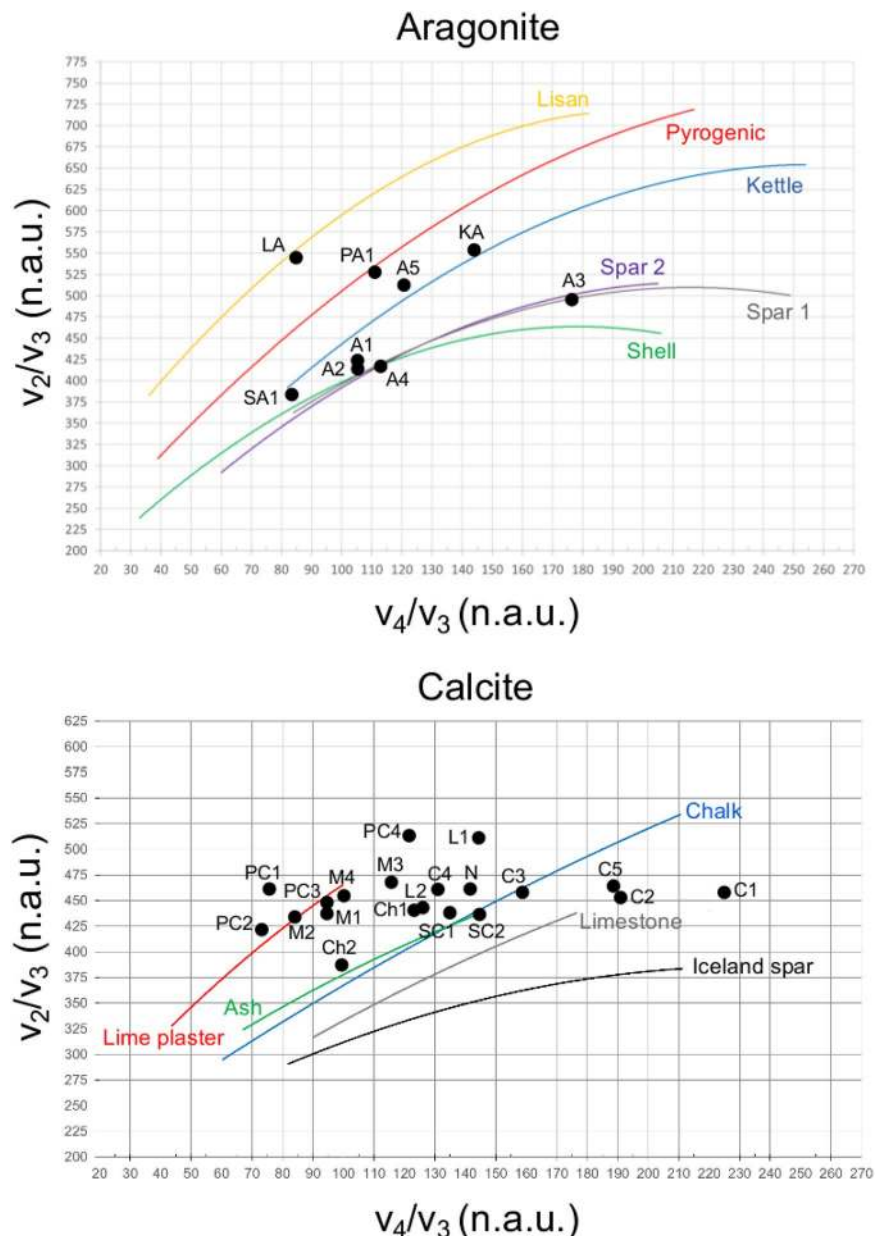 Aragonite
775
750
725
700
675
650
625
600
575
550
525
500
475
450
425
400
375
350
325
300
275
250
225
200
v₂/v₃ (n.a.u.)
Lisan
Pyrogenic
Kettle
LA
PA1
A5
KA
Spar 2
A3
Spar 1
A1
A2
A4
Shell
SA1
20 30 40 50 60 70 80 90 100 110 120 130 140 150 160 170 180 190 200 210 220 230 240 250 260 270
v₄/v₃ (n.a.u.)
Calcite
625
600
575
550
525
500
475
450
425
400
375
350
325
300
275
250
225
200
v₂/v₃ (n.a.u.)
Chalk
PC4
L1
PC1
PC3
M4
M3
L2
C4
N
C3
C5
C2
C1
PC2
M2
M1
Ch1
SC1
SC2
Limestone
Ch2
Iceland spar
Ash
Lime plaster
20 30 40 50 60 70 80 90 100 110 120 130 140 150 160 170 180 190 200 210 220 230 240 250 260 270
v₄/v₃ (n.a.u.)